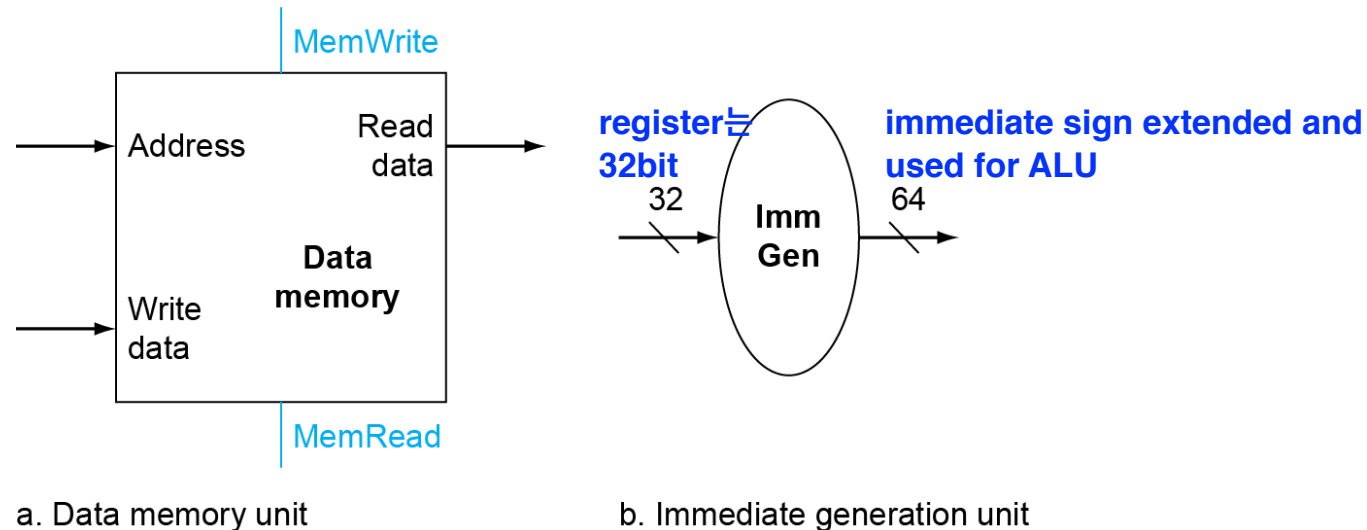 MemWrite
Address
Read
data
Data
memory
Write
data
MemRead
a. Data memory unit
register는
32bit
32
Imm
Gen
immediate sign extended and
used for ALU
64
b. Immediate generation unit